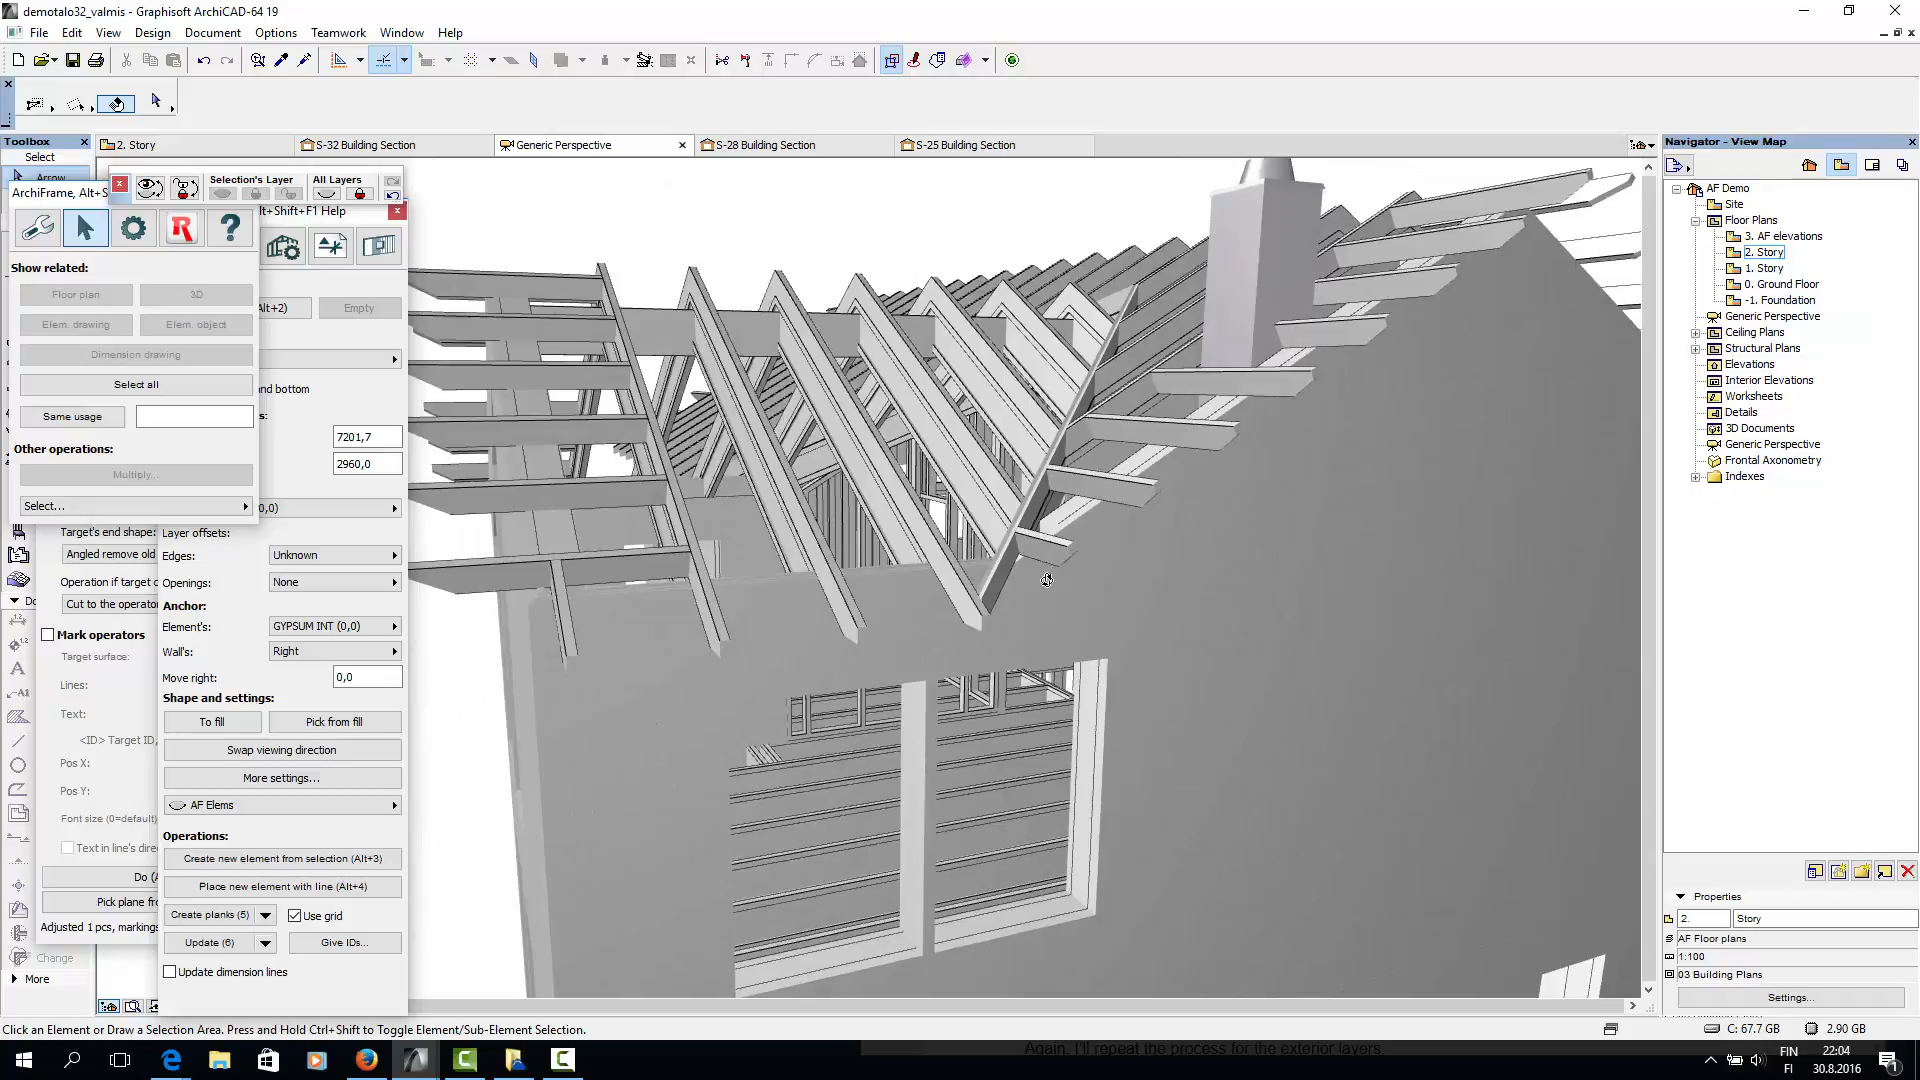 demotalo32_valmis - Graphisoft ArchiCAD-64 19
File Edit View Design Document Options Teamwork Window Help
Toolbox
Select
Arrow
2. Story
S-32 Building Section
Generic Perspective
S-28 Building Section
S-25 Building Section
Selection's Layer
All Layers
ArchiFrame, Alt+S
lt+Shift+F1 Help
R
?
Show related:
Floor plan
3D
Elem. drawing
Elem. object
Dimension drawing
Select all
Same usage
Other operations:
Multiply...
Select...
Alt+2)
Empty
and bottom
s:
7201,7
2960,0
0,0)
Layer offsets:
Edges:
Unknown
Openings:
None
Anchor:
Element's:
GYPSUM INT (0,0)
Wall's:
Right
Move right:
0,0
Shape and settings:
To fill
Pick from fill
Swap viewing direction
More settings...
AF Elems
Operations:
Create new element from selection (Alt+3)
Place new element with line (Alt+4)
Create planks (5)
Use grid
Update (6)
Give IDs...
Update dimension lines
Target's end shape:
Angled remove old
Operation if target c
Cut to the operato
Mark operators
Target surface:
Lines:
Text:
<ID> Target ID,
Pos X:
Pos Y:
Font size (0=default)
Text in line's dire
Do (A
Pick plane fro
Adjusted 1 pcs, markings
Do
Change
More
Navigator - View Map
AF Demo
Site
Floor Plans
3. AF elevations
2. Story
1. Story
0. Ground Floor
-1. Foundation
Generic Perspective
Ceiling Plans
Structural Plans
Elevations
Interior Elevations
Worksheets
Details
3D Documents
Generic Perspective
Frontal Axonometry
Indexes
Properties
2.
Story
AF Floor plans
1:100
03 Building Plans
Settings...
Click an Element or Draw a Selection Area. Press and Hold Ctrl+Shift to Toggle Element/Sub-Element Selection.
C: 67.7 GB
2.90 GB
Again, I'll repeat the process for the exterior layers
FIN
FI
22:04
30.8.2016
1